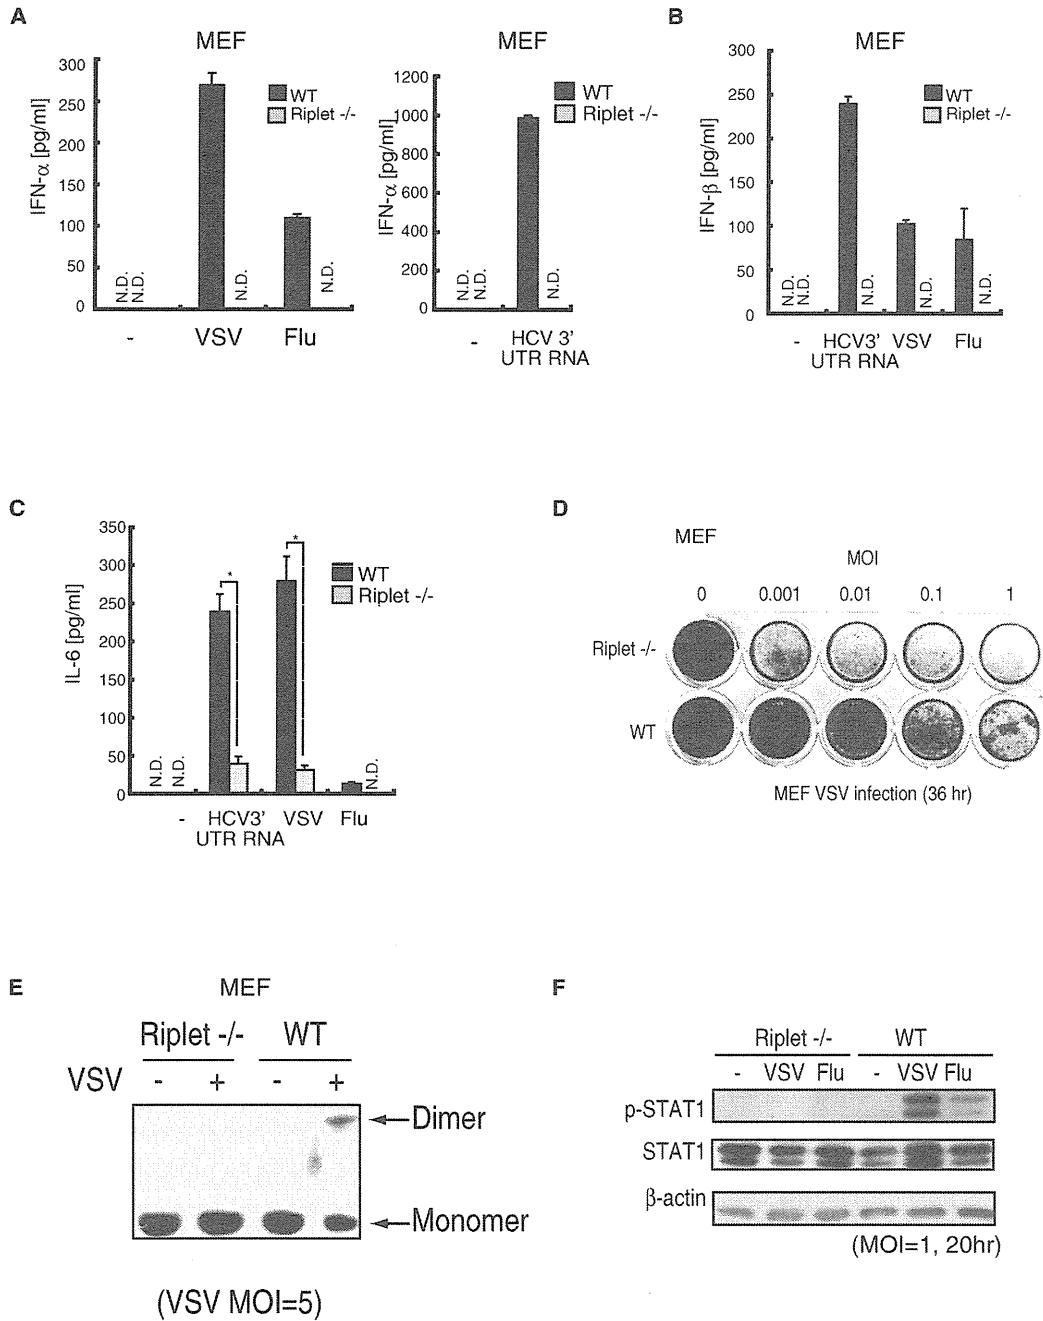 A
MEF
IFN-α [pg/ml]
300
250
200
150
100
50
0
WT
Riplet -/-
N.D.
N.D.
N.D.
N.D.
-
VSV
Flu
MEF
IFN-α [pg/ml]
1200
1000
800
600
400
200
0
WT
Riplet -/-
N.D.
N.D.
N.D.
-
HCV 3'
UTR RNA
B
MEF
IFN-β [pg/ml]
300
250
200
150
100
50
0
WT
Riplet -/-
N.D.
N.D.
N.D.
N.D.
N.D.
- HCV3' VSV Flu
UTR RNA
C
IL-6 [pg/ml]
350
300
250
200
150
100
50
0
*
*
WT
Riplet -/-
N.D.
N.D.
N.D.
- HCV3' VSV Flu
UTR RNA
D
MEF
MOI
0 0.001 0.01 0.1 1
Riplet -/-
WT
MEF VSV infection (36 hr)
E
MEF
Riplet -/- WT
VSV - + - +
Dimer
Monomer
(VSV MOI=5)
F
Riplet -/- WT
- VSV Flu - VSV Flu
p-STAT1
STAT1
β-actin
(MOI=1, 20hr)